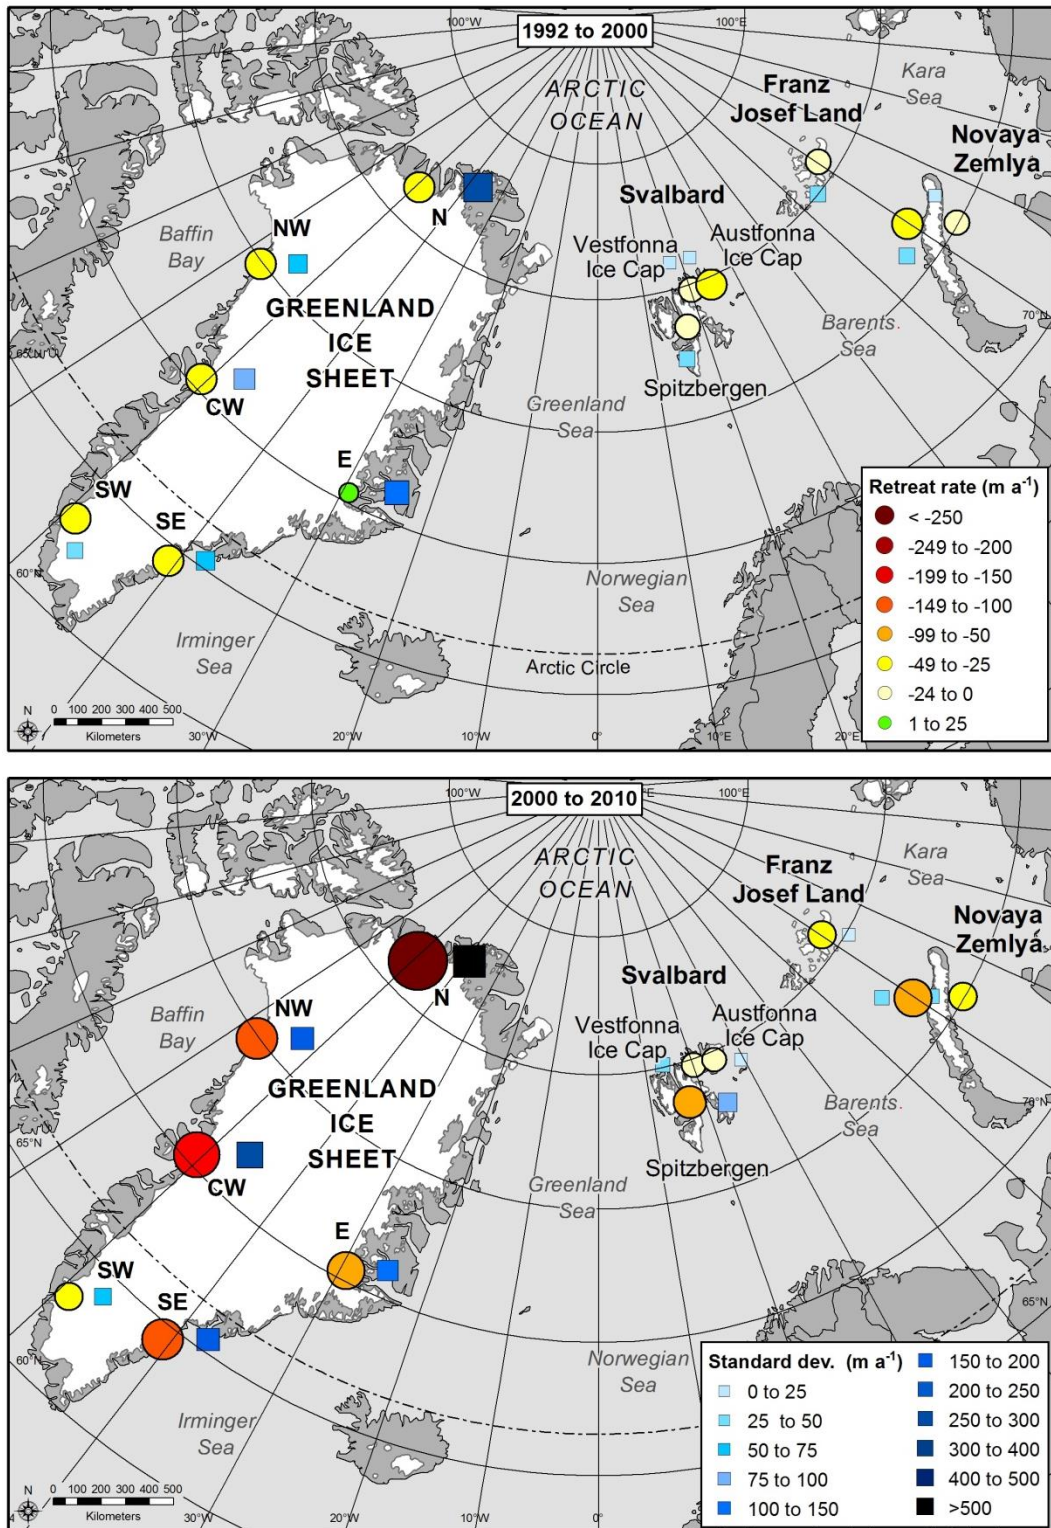 100°W
1992 to 2000
100°E
ARCTIC
OCEAN
Franz
Josef Land
Kara
Sea
Novaya
Zemlya
Svalbard
N
NW
Baffin
Bay
Vestfonna
Ice Cap
Austfonna
Ice Cap
GREENLAND
ICE
SHEET
70°N
Barents
Sea
65°N
CW
Spitzbergen
Greenland
Sea
E
SW
SE
60°N
Norwegian
Sea
Irminger
Sea
Arctic Circle
N
0 100 200 300 400 500
Kilometers
30°W
20°W
10°W
0°
10°E
20°E
Retreat rate (m a-1)
< -250
-249 to -200
-199 to -150
-149 to -100
-99 to -50
-49 to -25
-24 to 0
1 to 25
100°W
2000 to 2010
100°E
ARCTIC
OCEAN
Franz
Josef Land
Kara
Sea
Novaya
Zemlya
Svalbard
N
NW
Baffin
Bay
Vestfonna
Ice Cap
Austfonna
Ice Cap
GREENLAND
ICE
SHEET
70°N
Barents
Sea
65°N
CW
Spitzbergen
Greenland
Sea
E
SW
SE
65°N
60°N
Norwegian
Sea
Irminger
Sea
N
0 100 200 300 400 500
Kilometers
4
30°W
20°W
10°W
0°
Standard dev. (m a-1)
0 to 25
25 to 50
50 to 75
75 to 100
100 to 150
150 to 200
200 to 250
250 to 300
300 to 400
400 to 500
>500